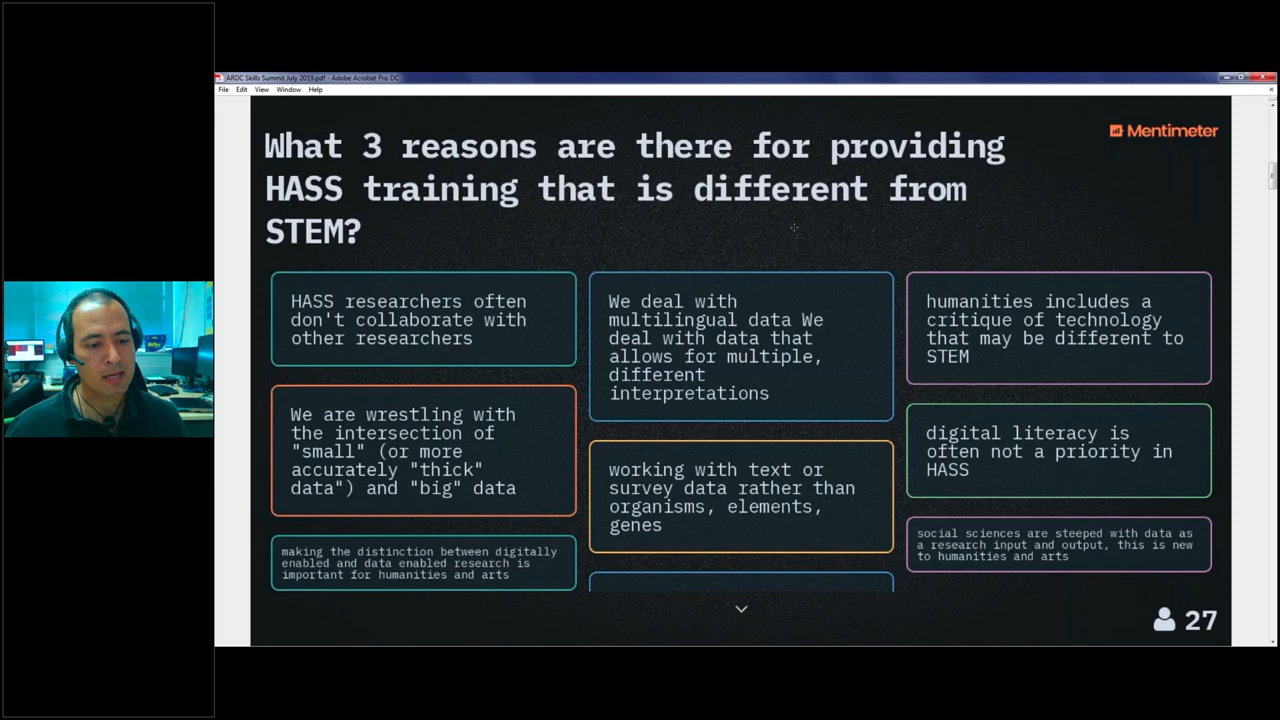 ARDC Skills Summit July 2019.pdf - Adobe Acrobat Pro DC
File Edit View Window Help
Mentimeter
What 3 reasons are there for providing
HASS training that is different from
STEM?
HASS researchers often
don't collaborate with
other researchers
We are wrestling with
the intersection of
"small" (or more
accurately "thick"
data") and "big" data
making the distinction between digitally
enabled and data enabled research is
important for humanities and arts
We deal with
multilingual data We
deal with data that
allows for multiple,
different
interpretations
working with text or
survey data rather than
organisms, elements,
genes
humanities includes a
critique of technology
that may be different to
STEM
digital literacy is
often not a priority in
HASS
social sciences are steeped with data as
a research input and output, this is new
to humanities and arts
27